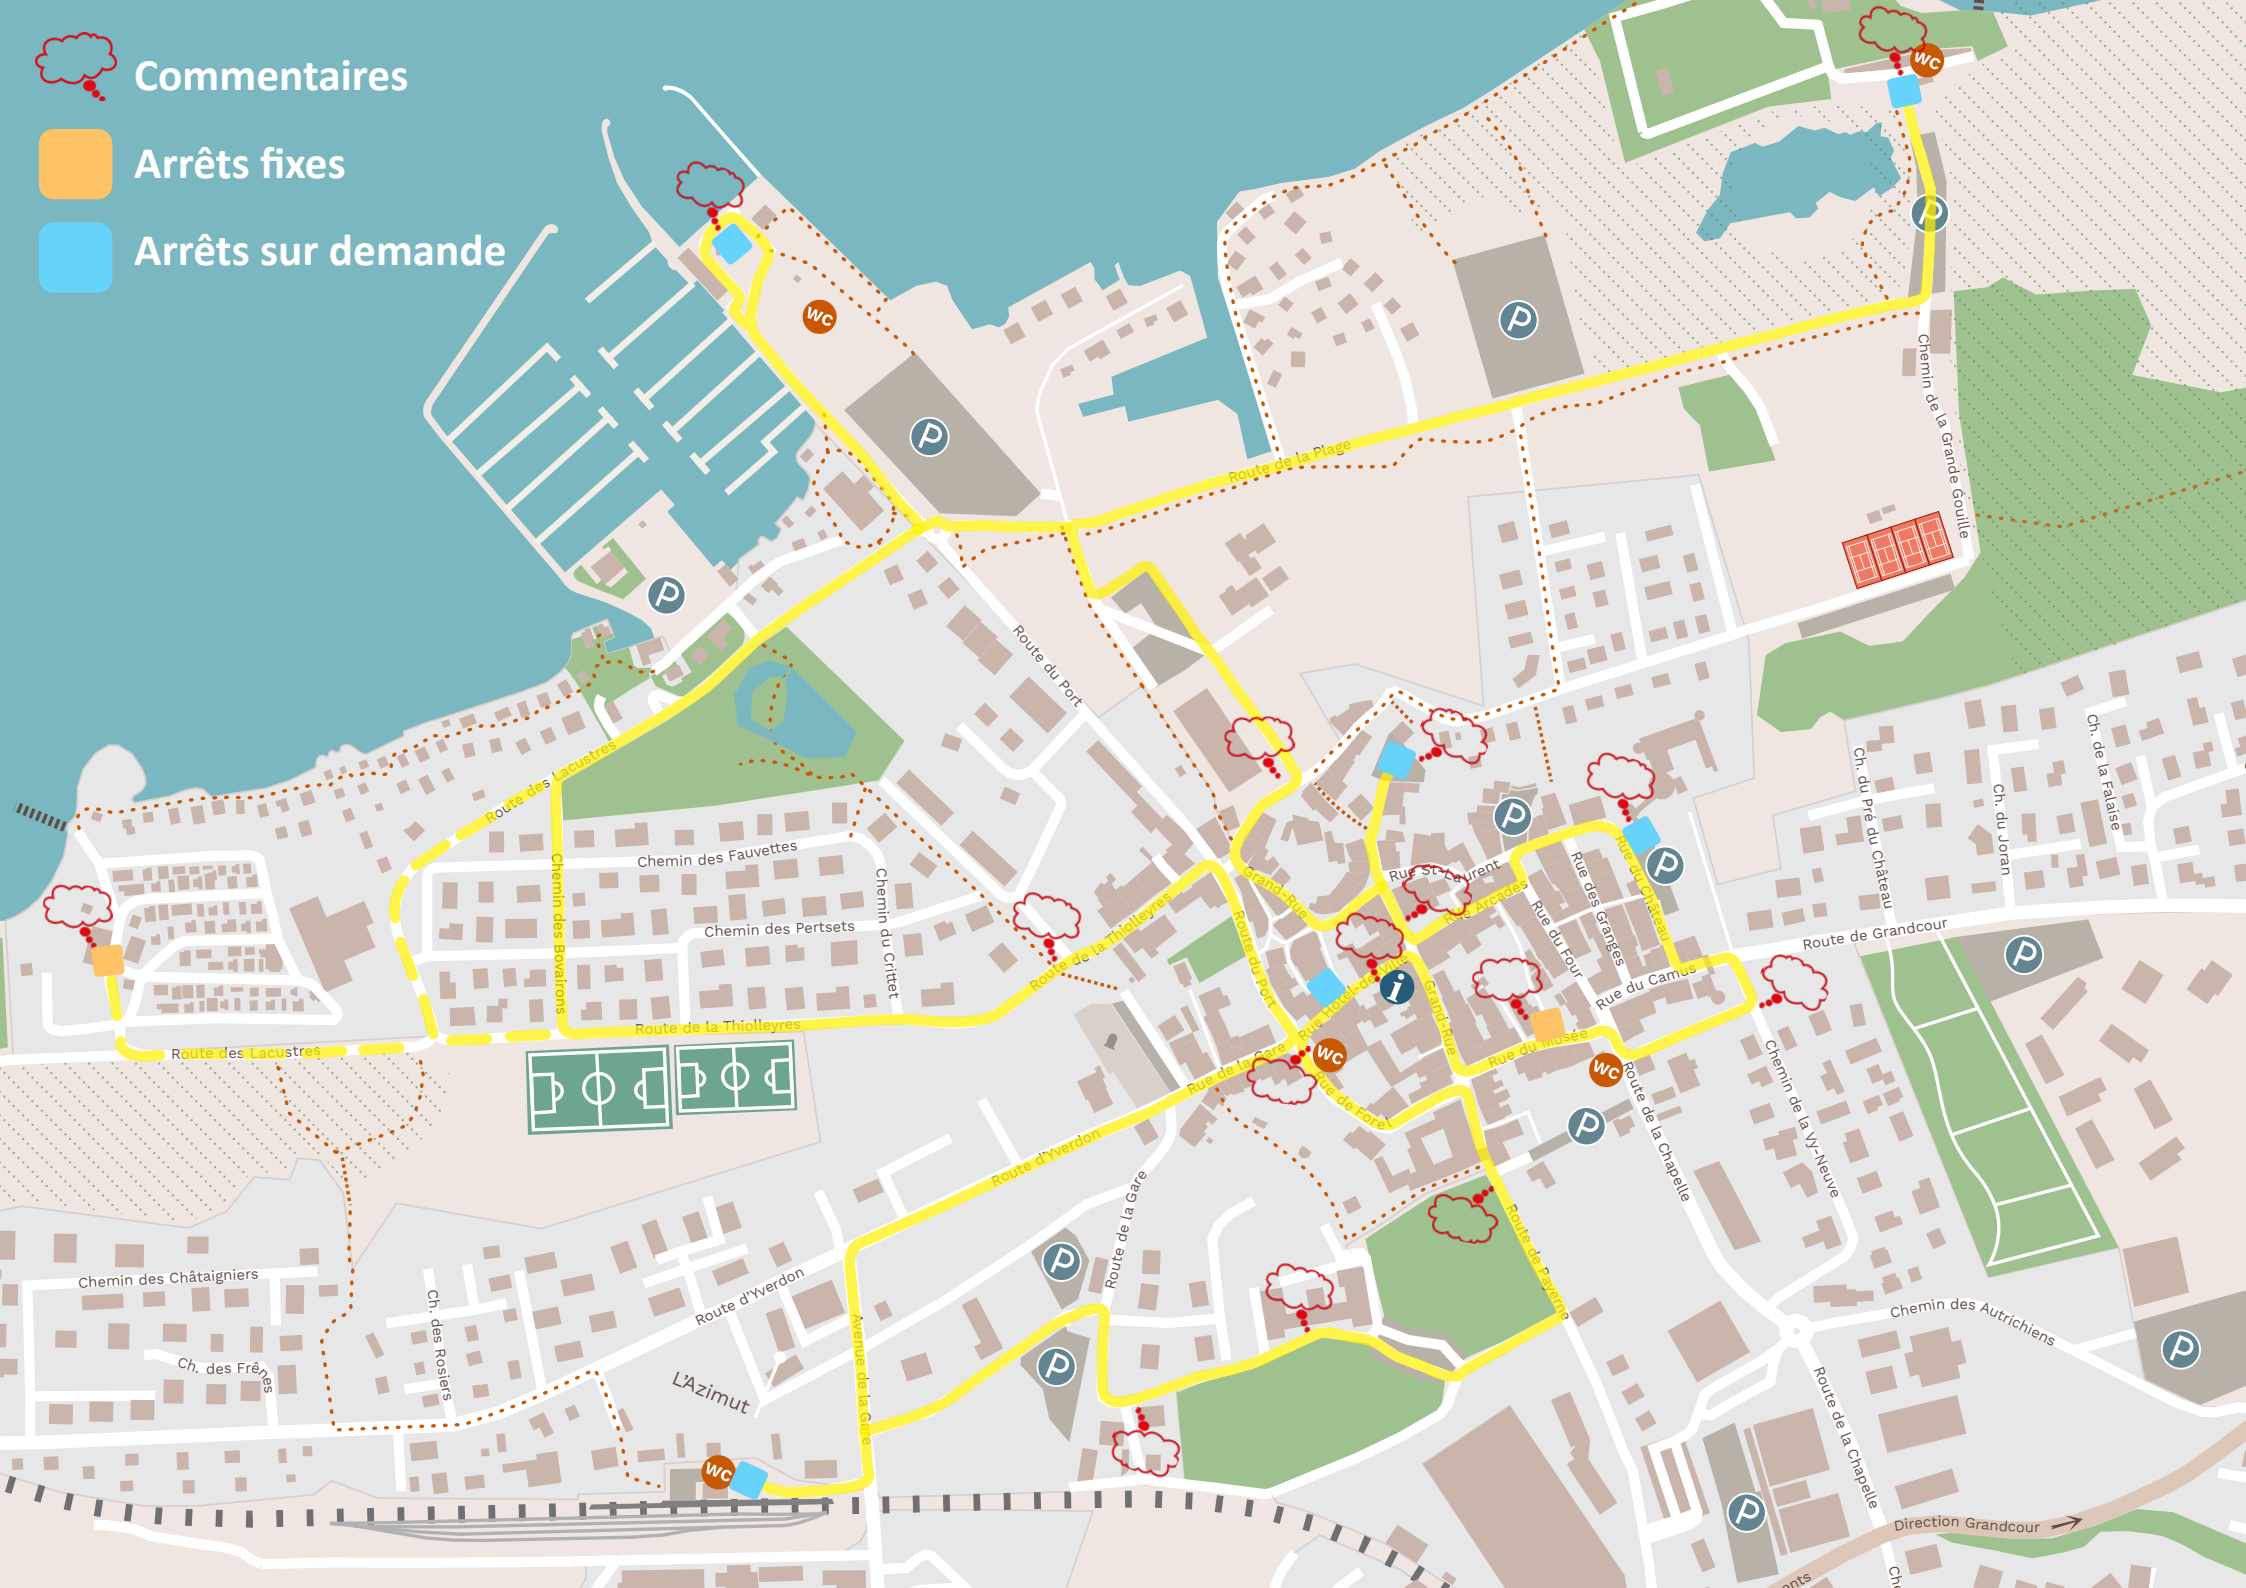 Commentaires
Arrêts fixes
Arrêts sur demande
WC
P
WC
P
P
P
Route de la Plage
Chemin de la Grande Gouille
P
Route du Port
Route des Lacustres
Chemin des Fauvettes
Chemin des Bovairons
Chemin des Pertsets
Chemin du Crittet
Route de la Thiolleyres
Route de la Thiolleyres
Route des Lacustres
Grand-Rue
Rue St-Laurent
Rue Arcades
P
P
Rue du Château
Rue des Granges
Rue du Four
Rue du Camus
Route du Port
Rue Hôtel-de-Ville
i
Grand-Rue
Rue du Musée
WC
WC
Rue de la Gare
Rue de Forel
P
Ch. du Pré du Château
Ch. du Joran
Ch. de la Falaise
Route de Grandcour
P
Route de la Chapelle
Chemin de la Vy-Neuve
Route d'Yverdon
Route de la Gare
P
P
Route de Payerne
Chemin des Châtaigniers
Ch. des Frênes
Ch. des Rosiers
Route d'Yverdon
Avenue de la Gare
L'Azimut
WC
Chemin des Autrichiens
P
Route de la Chapelle
P
Direction Grandcour